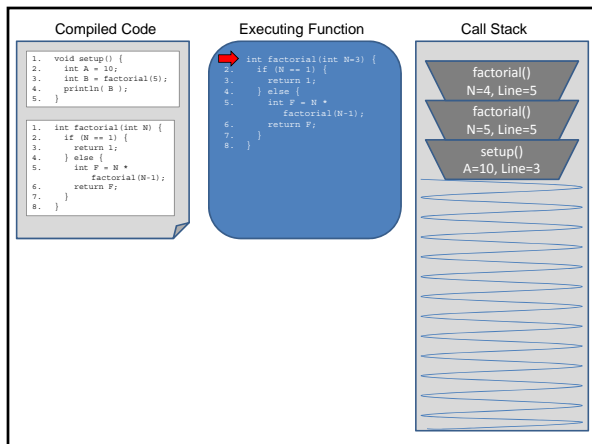 Compiled Code
1. void setup() {
2. int A = 10;
3. int B = factorial(5);
4. println( B );
5. }
1. int factorial(int N) {
2. if (N == 1) {
3. return 1;
4. } else {
5. int F = N *
factorial(N-1);
6. return F;
7. }
8. }
Executing Function
int factorial(int N=3) {
2. if (N == 1) {
3. return 1;
4. } else {
5. int F = N *
factorial(N-1);
6. return F;
7. }
8. }
Call Stack
factorial()
N=4, Line=5
factorial()
N=5, Line=5
setup()
A=10, Line=3